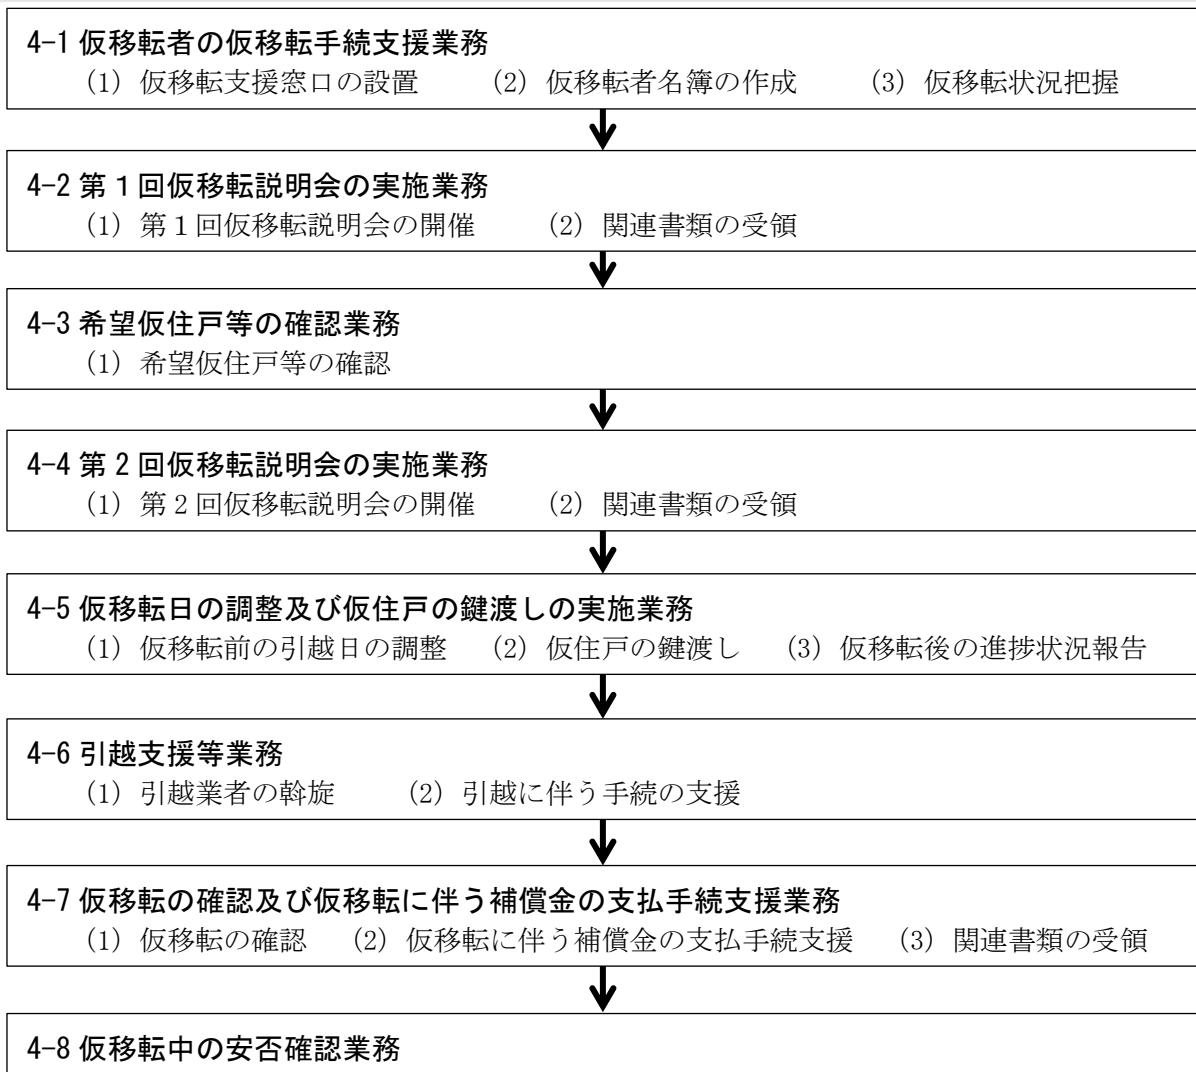 4-1 仮移転者の仮移転手続支援業務
(1) 仮移転支援窓口の設置 (2) 仮移転者名簿の作成 (3) 仮移転状況把握
4-2 第１回仮移転説明会の実施業務
(1) 第１回仮移転説明会の開催 (2) 関連書類の受領
4-3 希望仮住戸等の確認業務
(1) 希望仮住戸等の確認
4-4 第２回仮移転説明会の実施業務
(1) 第２回仮移転説明会の開催 (2) 関連書類の受領
4-5 仮移転日の調整及び仮住戸の鍵渡しの実施業務
(1) 仮移転前の引越日の調整 (2) 仮住戸の鍵渡し (3) 仮移転後の進捗状況報告
4-6 引越支援等業務
(1) 引越業者の斡旋 (2) 引越に伴う手続の支援
4-7 仮移転の確認及び仮移転に伴う補償金の支払手続支援業務
(1) 仮移転の確認 (2) 仮移転に伴う補償金の支払手続支援 (3) 関連書類の受領
4-8 仮移転中の安否確認業務